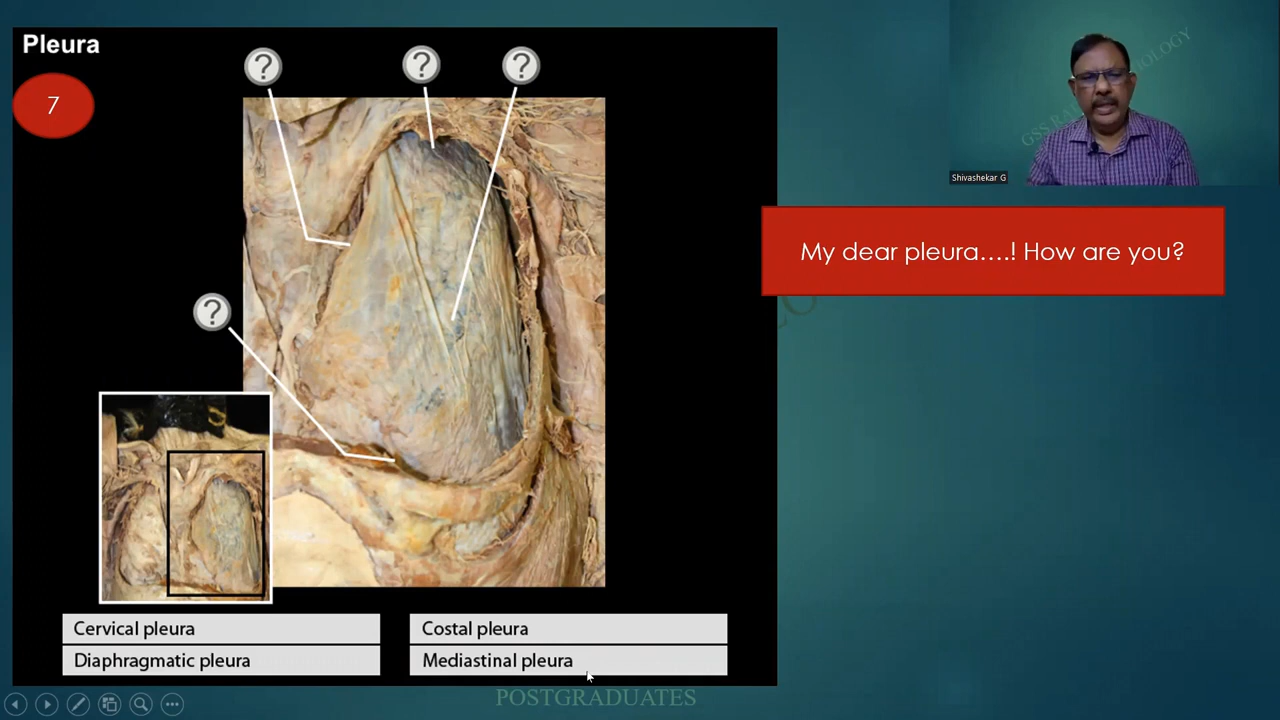 Pleura
7
?
?
?
?
Shivashekar G
My dear pleura....! How are you?
Cervical pleura
Costal pleura
Diaphragmatic pleura
Mediastinal pleura
POSTGRADUATES